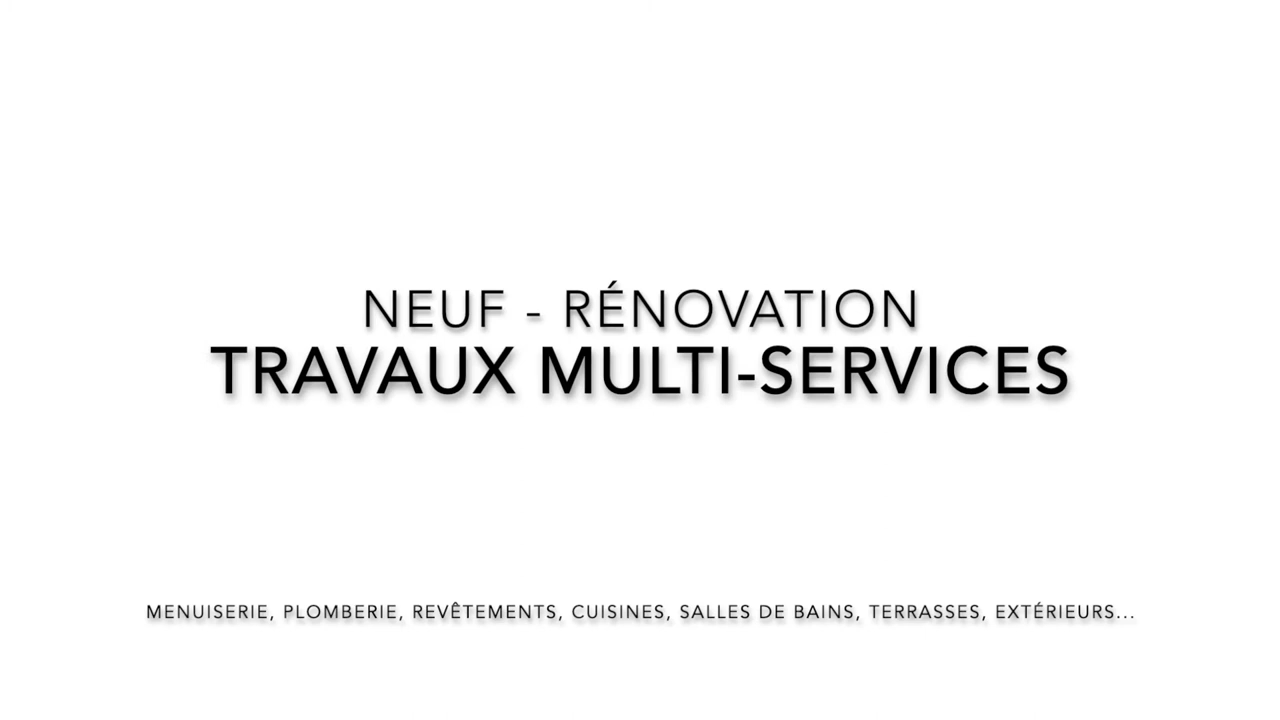 NEUF - RÉNOVATION
TRAVAUX MULTI-SERVICES
MENUISERIE, PLOMBERIE, REVÊTEMENTS, CUISINES, SALLES DE BAINS, TERRASSES, EXTÉRIEURS...